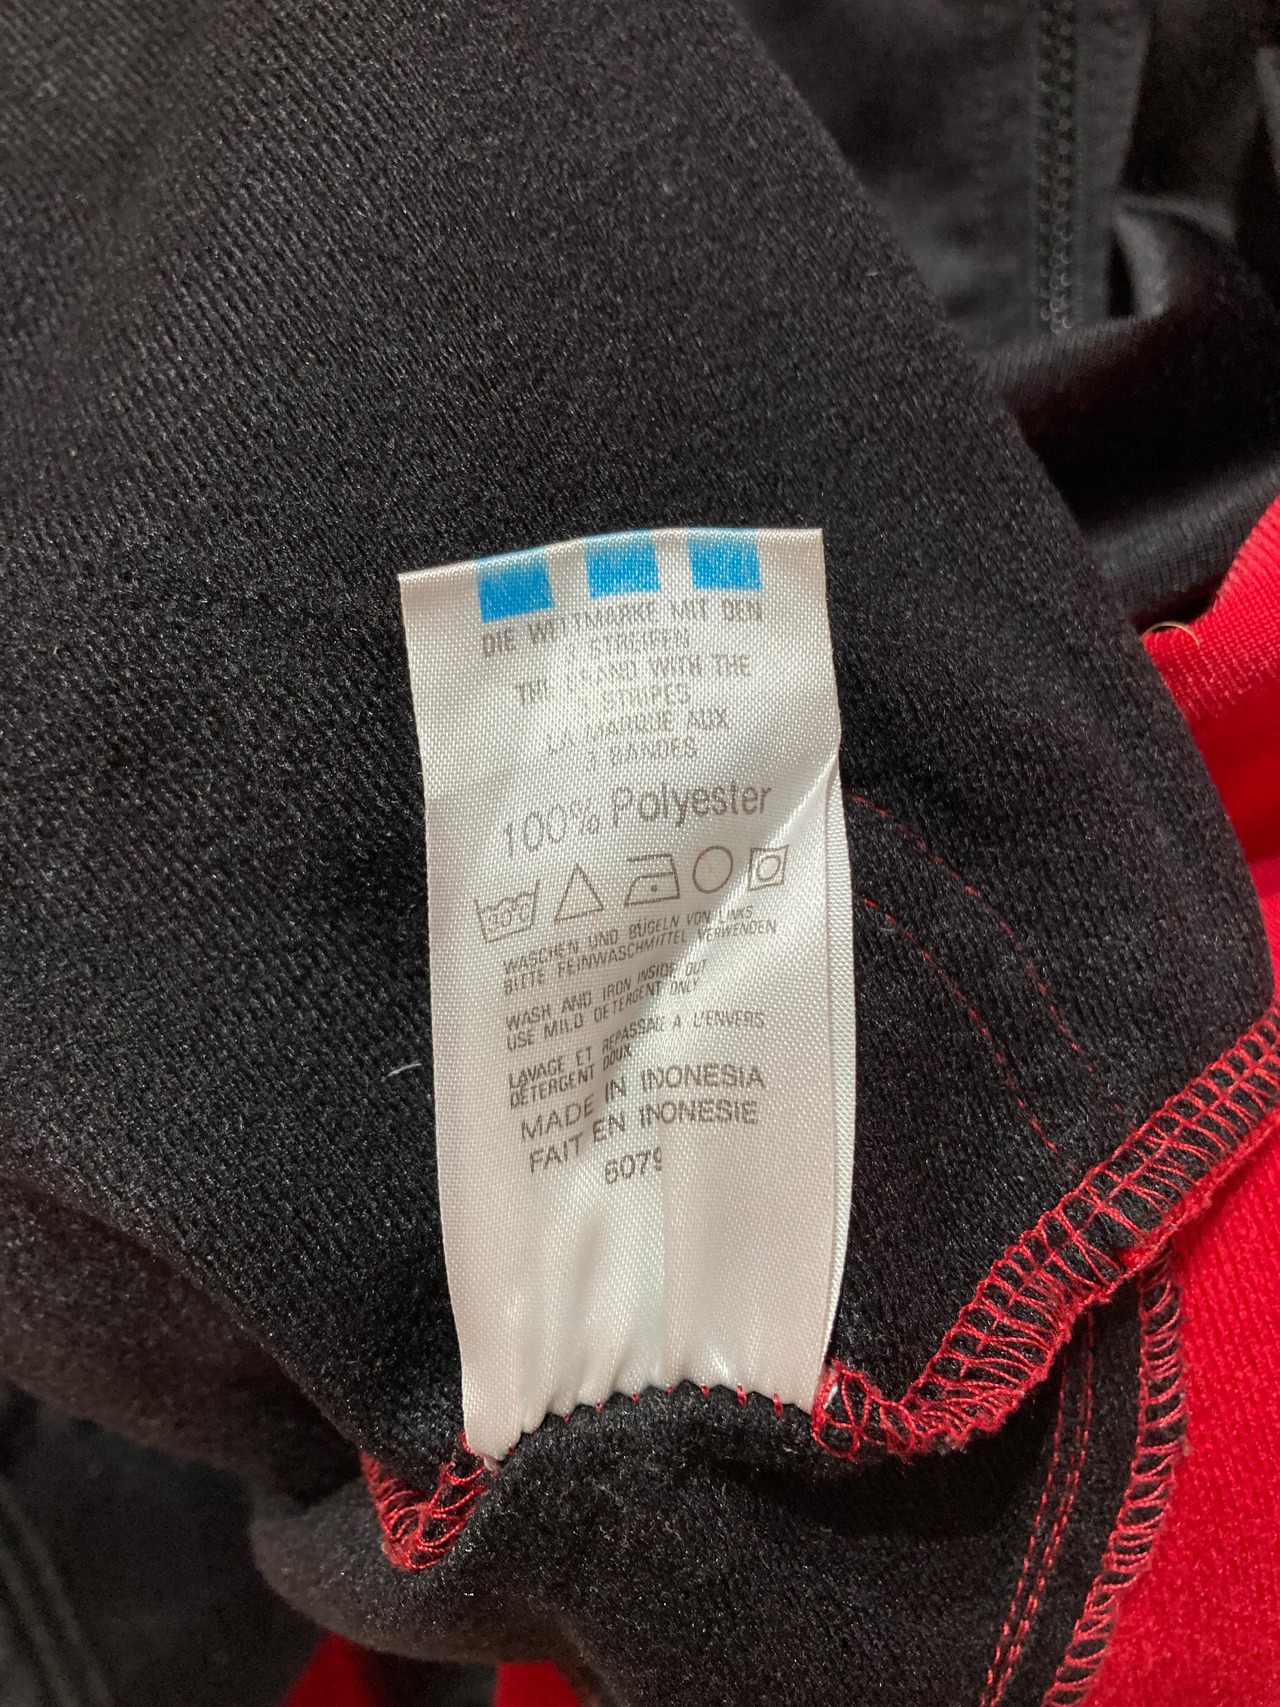 DIE WELTMARKE MIT DEN
3 STREIFEN
THE BRAND WITH THE
STRIPES
LA MARQUE AUX
3 BANDES
100% Polyester
30°C
WASCHEN UND BÜGELN VON LINKS
BITTE FEINWASCHMITTEL VERWENDEN
WASH AND IRON INSIDE OUT
USE MILD DETERGENT ONLY
LAVAGE ET REPASSAGE A L'ENVERS
DETERGENT DOUX
MADE IN INDONESIA
FAIT EN INONESIE
6079